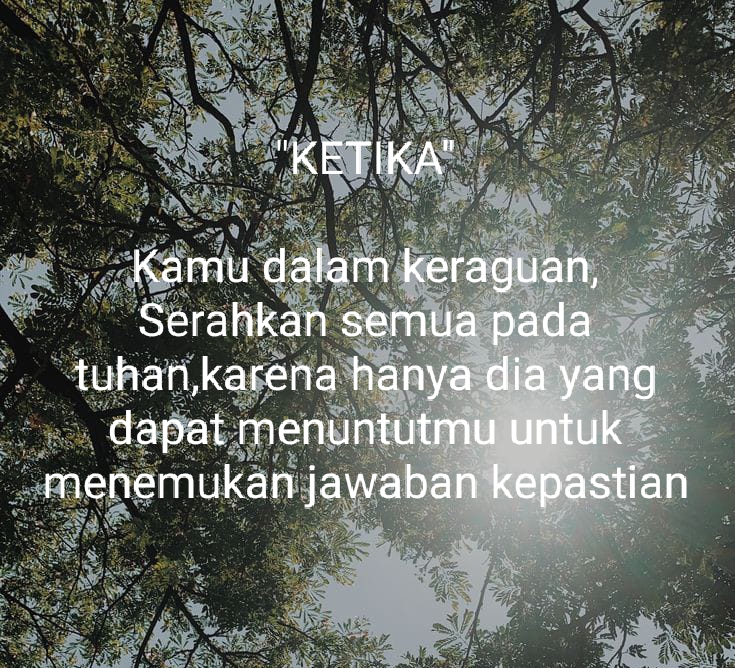 "KETIKA"
Kamu dalam keraguan,
Serahkan semua pada
tuhan,karena hanya dia yang
dapat menuntutmu untuk
menemukan jawaban kepastian